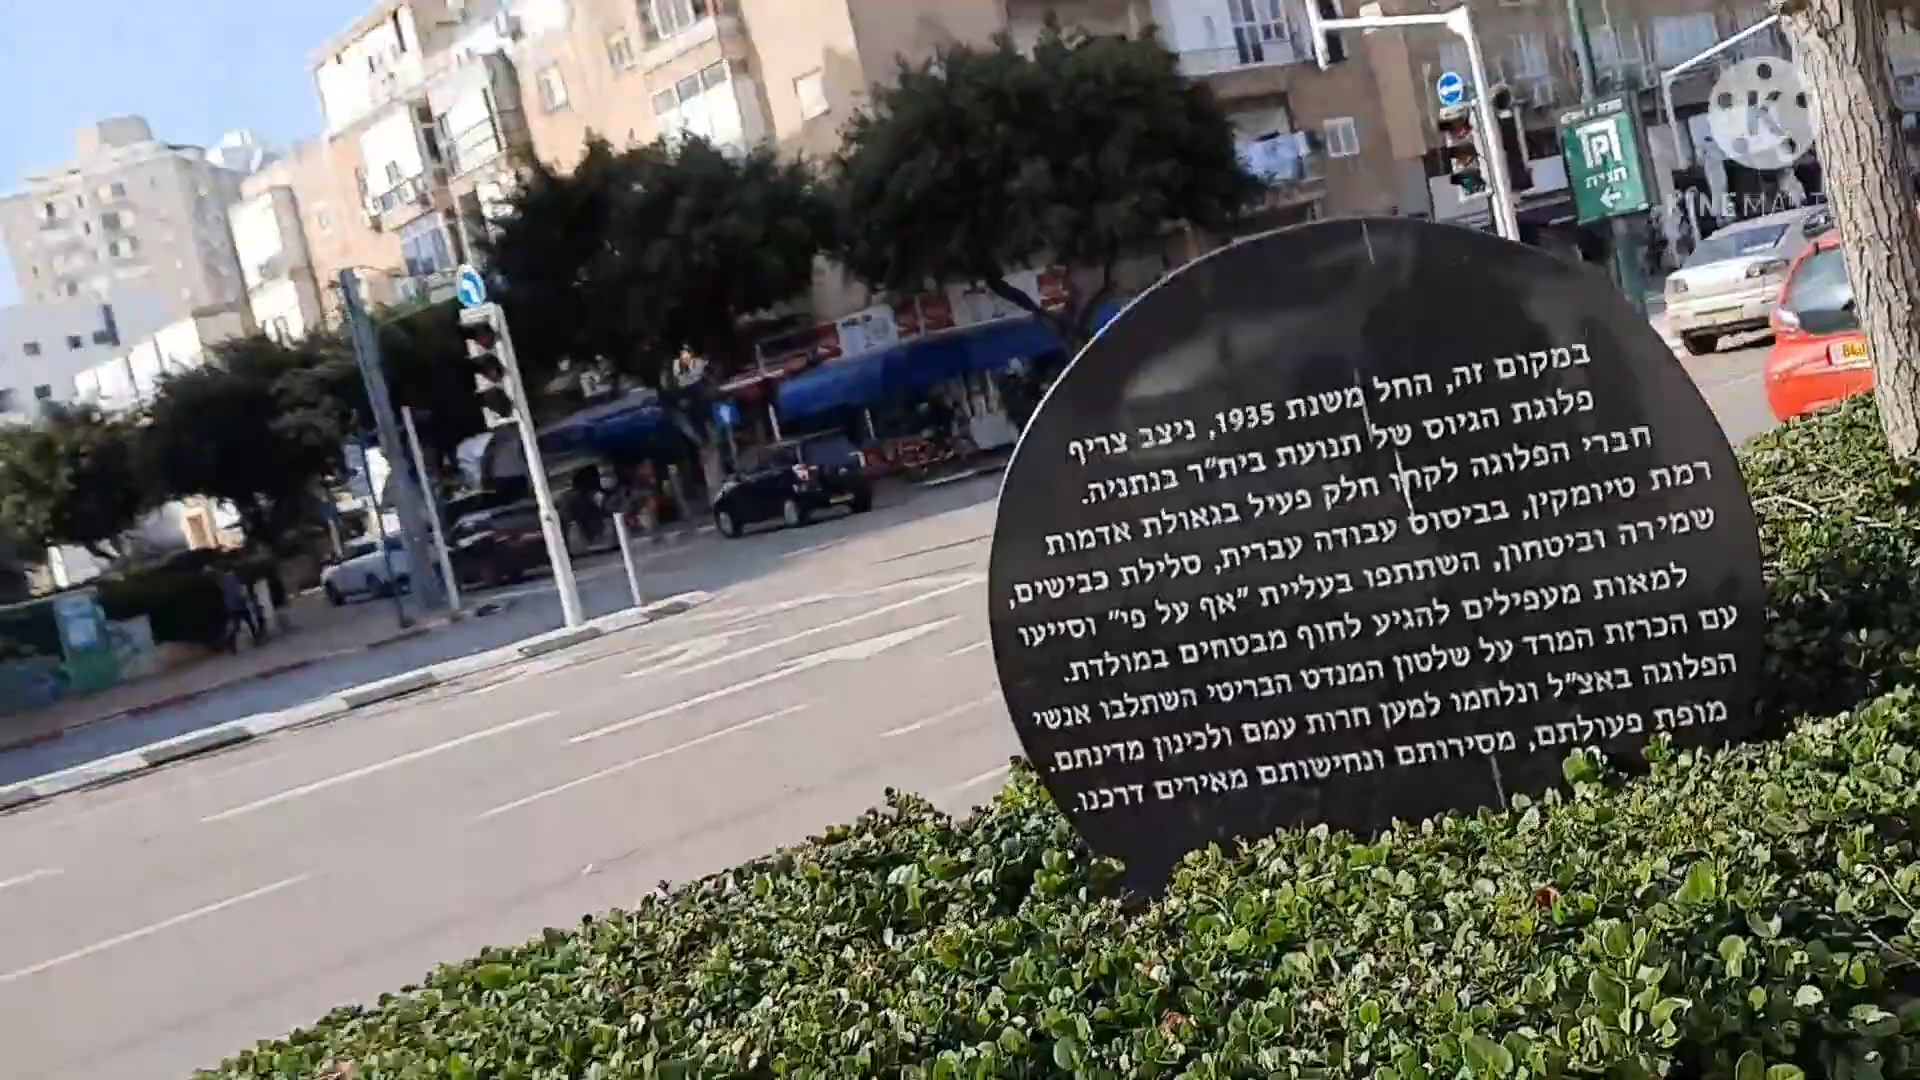 במקום זה, החל משנת 1935, ניצב צריף
פלוגת הגיוס של תנועת בית"ר בנתניה.
חברי הפלוגה לקחו חלק פעיל בגאולת אדמות
רמת טיומקין, בביסוס עבודה עברית, סלילת כבישים,
שמירה וביטחון, השתתפו בעליית "אף על פי" וסייעו
למאות מעפילים להגיע לחוף מבטחים במולדת.
עם הכרזת המרד על שלטון המנדט הבריטי השתלבו אנשי
הפלוגה באצ"ל ונלחמו למען חרות עמם ולכינון מדינתם.
מופת פעולתם, מסירותם ונחישותם מאירים דרכנו.
P
חניה
K